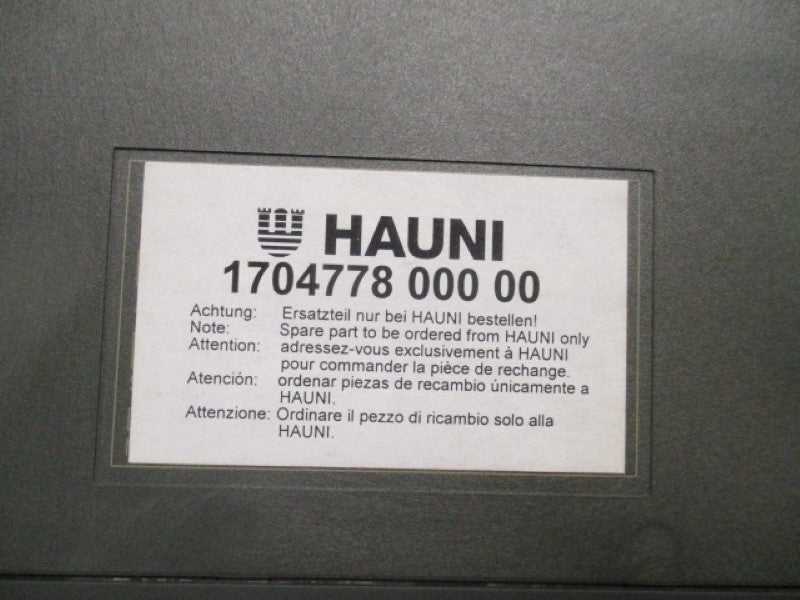 HAUNI
1704778 000 00
Achtung: Ersatzteil nur bei HAUNI bestellen!
Note: Spare part to be ordered from HAUNI only
Attention: adressez-vous exclusivement à HAUNI
pour commander la pièce de rechange.
Atención: ordenar piezas de recambio únicamente a
HAUNI.
Attenzione: Ordinare il pezzo di ricambio solo alla
HAUNI.